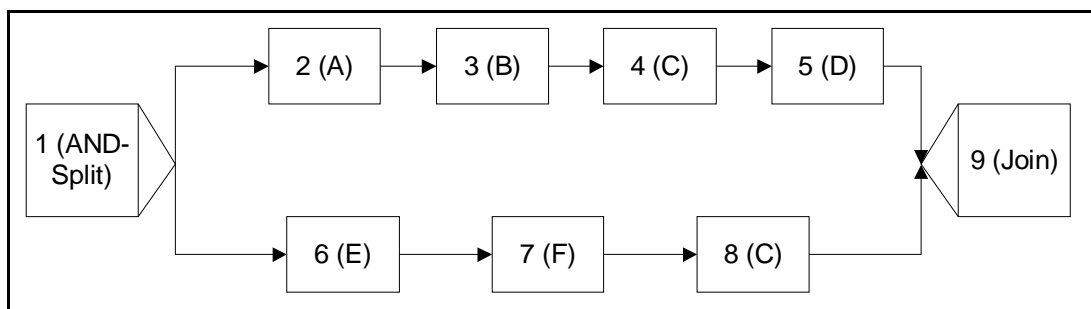 2 (A)
3 (B)
4 (C)
5 (D)
1 (AND-
Split)
9 (Join)
6 (E)
7 (F)
8 (C)